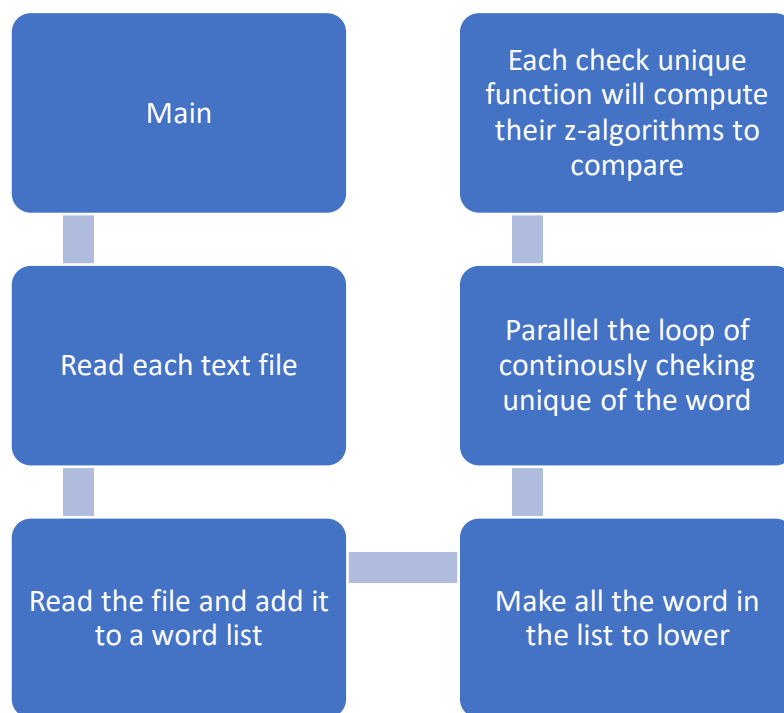 Main
Read each text file
Read the file and add it
to a word list
Make all the word in
the list to lower
Parallel the loop of
continously cheking
unique of the word
Each check unique
function will compute
their z-algorithms to
compare